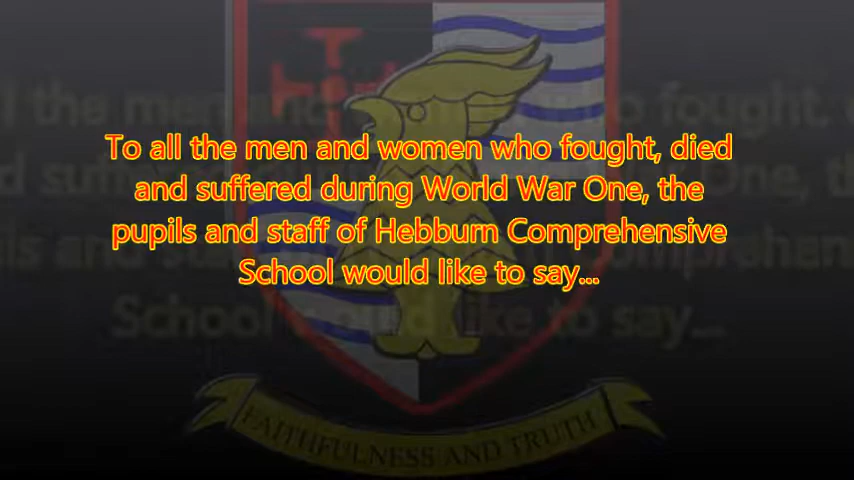 To all the men and women who fought, died
and suffered during World War One, the
pupils and staff of Hebburn Comprehensive
School would like to say...
FAITHFULNESS AND TRUTH